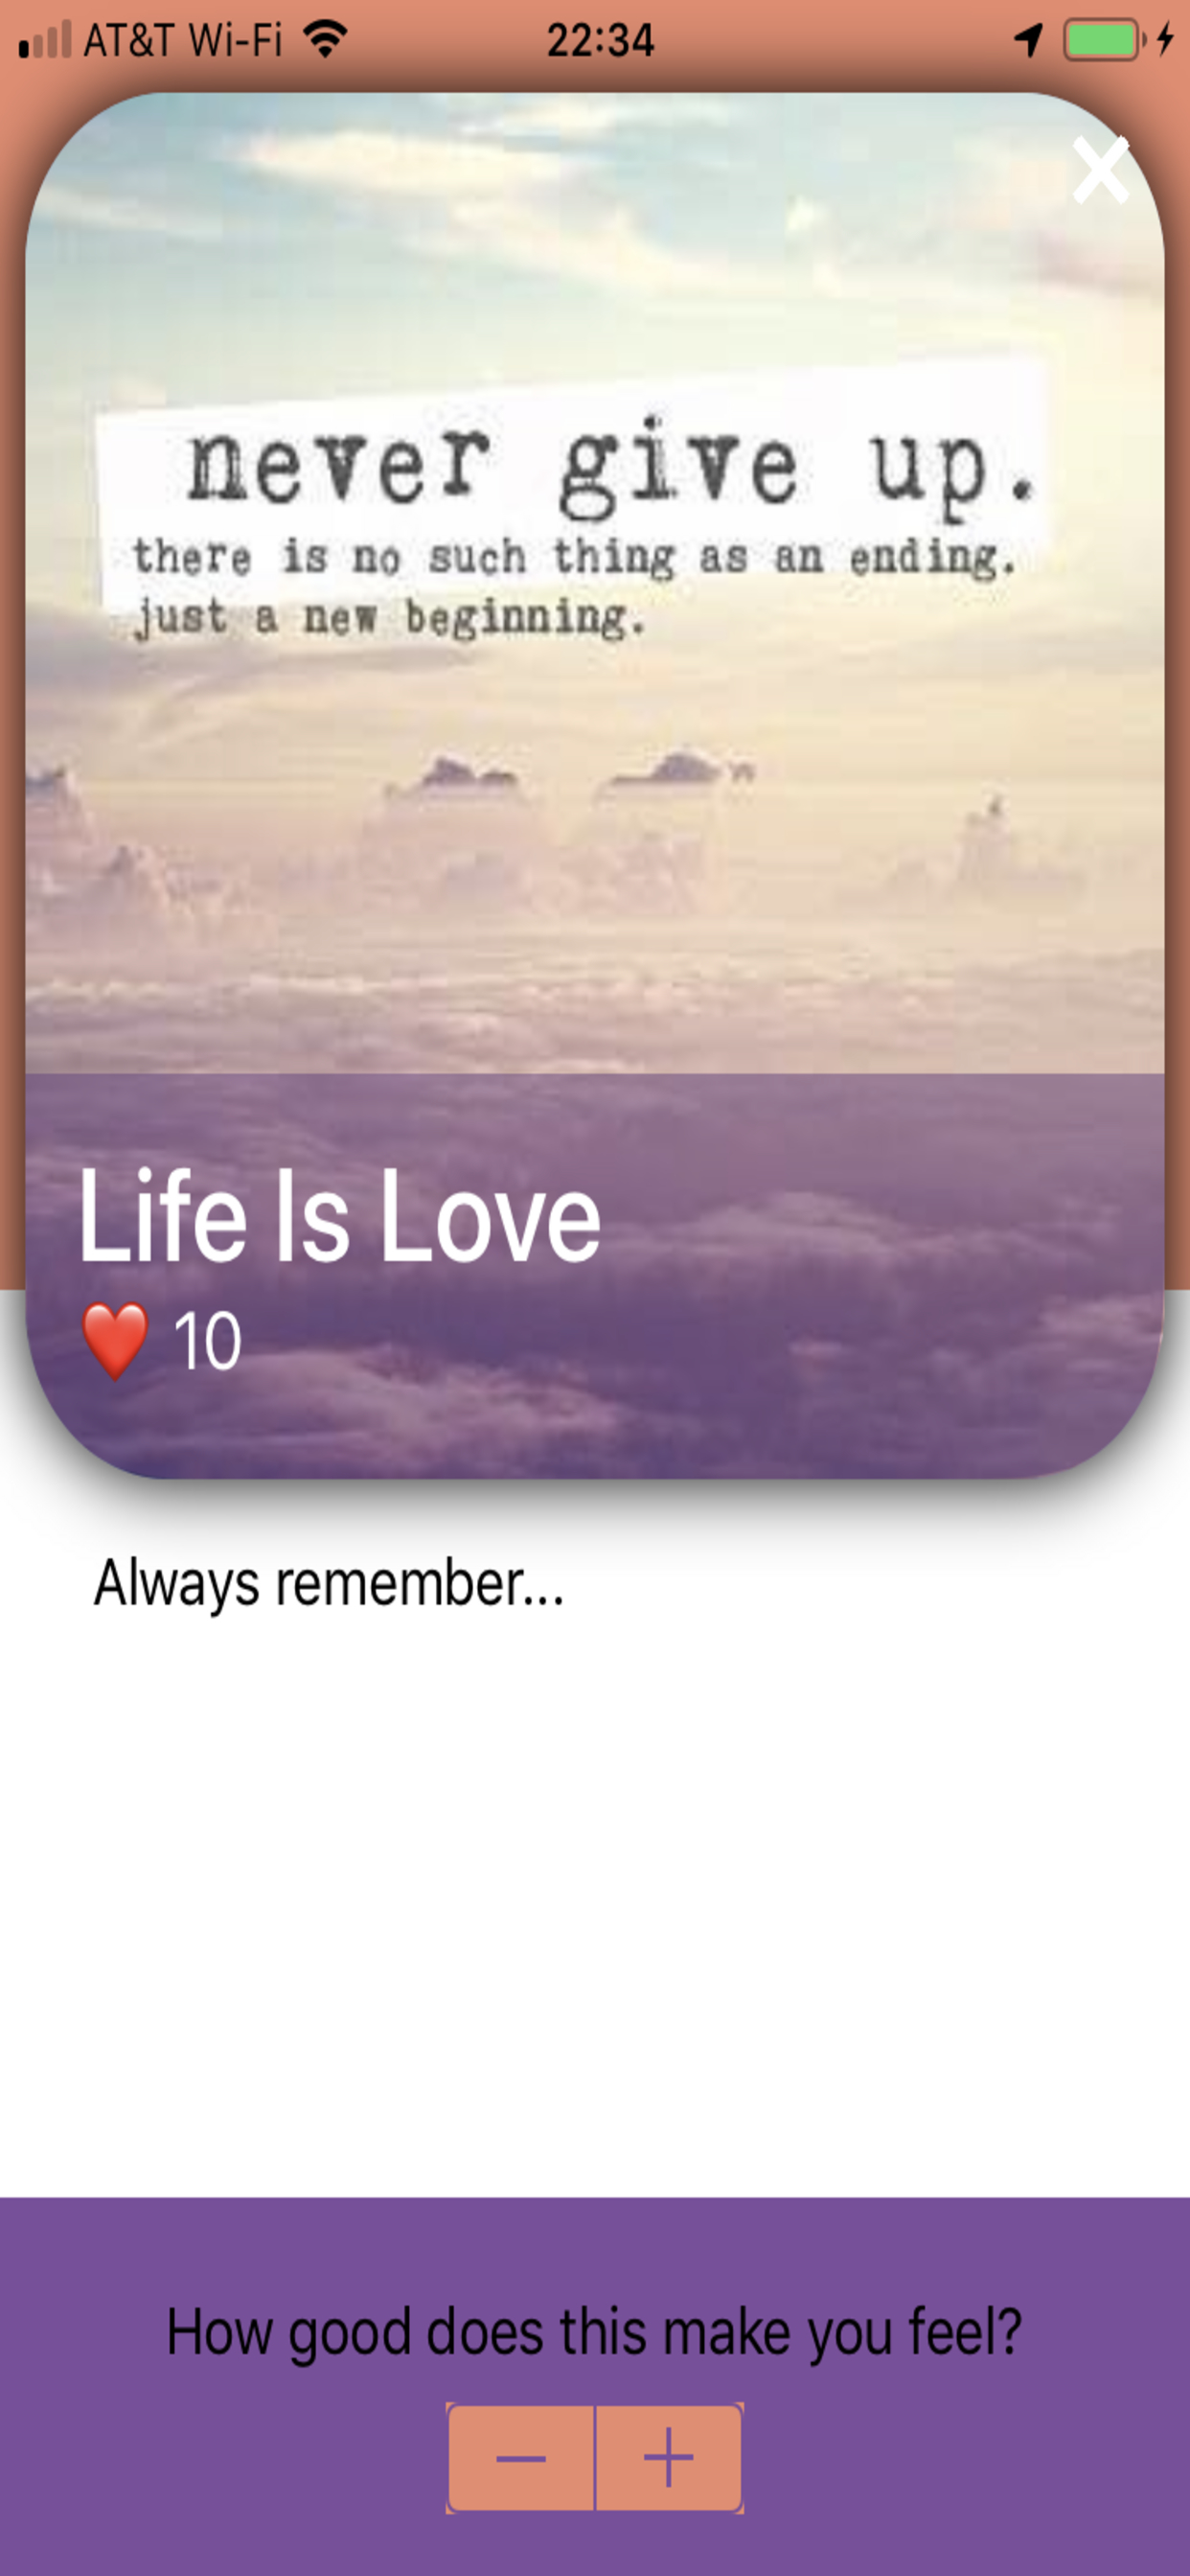 AT&T Wi-Fi 22:34
never give up.
there is no such thing as an ending.
just a new beginning.
Life Is Love
❤️ 10
Always remember...
How good does this make you feel?
− +